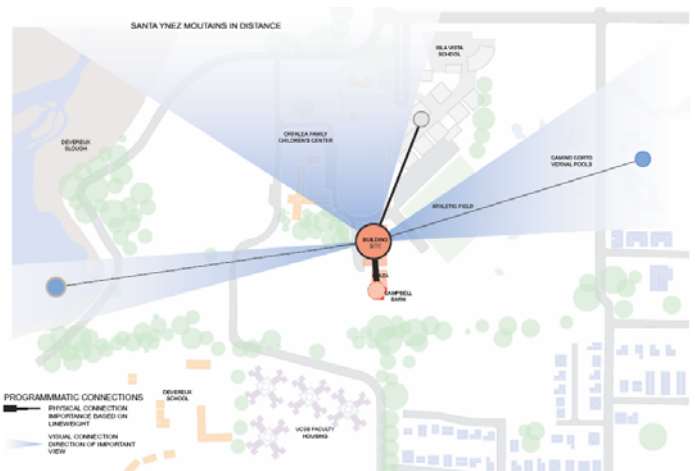 SANTA YNEZ MOUTAINS IN DISTANCE
ISLA VISTA
SCHOOL
ORFALEA FAMILY
CHILDREN'S CENTER
DEVEREUX
SLOUGH
CAMINO CORTO
VERNAL POOLS
ATHLETIC FIELD
BUILDING
SITE
PLAZA
CAMPBELL
BARN
DEVEREUX
SCHOOL
UCSB FACULTY
HOUSING
PROGRAMMMATIC CONNECTIONS
PHYSICAL CONNECTION
IMPORTANCE BASED ON
LINEWEIGHT
VISUAL CONNECTION
DIRECTION OF IMPORTANT
VIEW